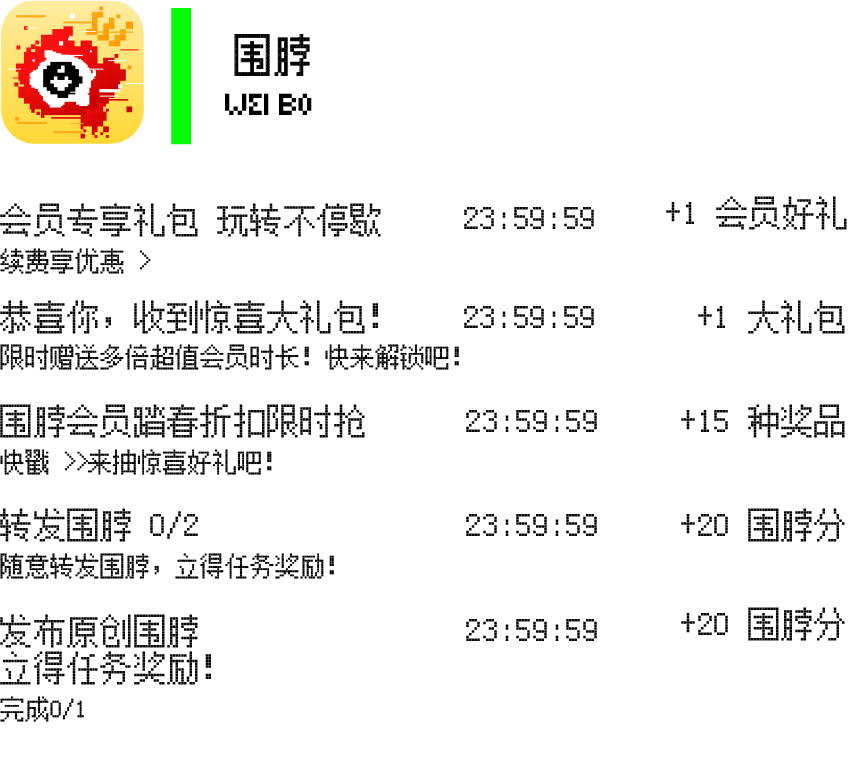 围脖
WEI BO
会员专享礼包 玩转不停歇 23:59:59 +1 会员好礼
续费享优惠 >
恭喜你，收到惊喜大礼包！ 23:59:59 +1 大礼包
限时赠送多倍超值会员时长！快来解锁吧！
围脖会员踏春折扣限时抢 23:59:59 +15 种奖品
快戳 >>来抽惊喜好礼吧！
转发围脖 0/2 23:59:59 +20 围脖分
随意转发围脖，立得任务奖励！
发布原创围脖 23:59:59 +20 围脖分
立得任务奖励！
完成0/1